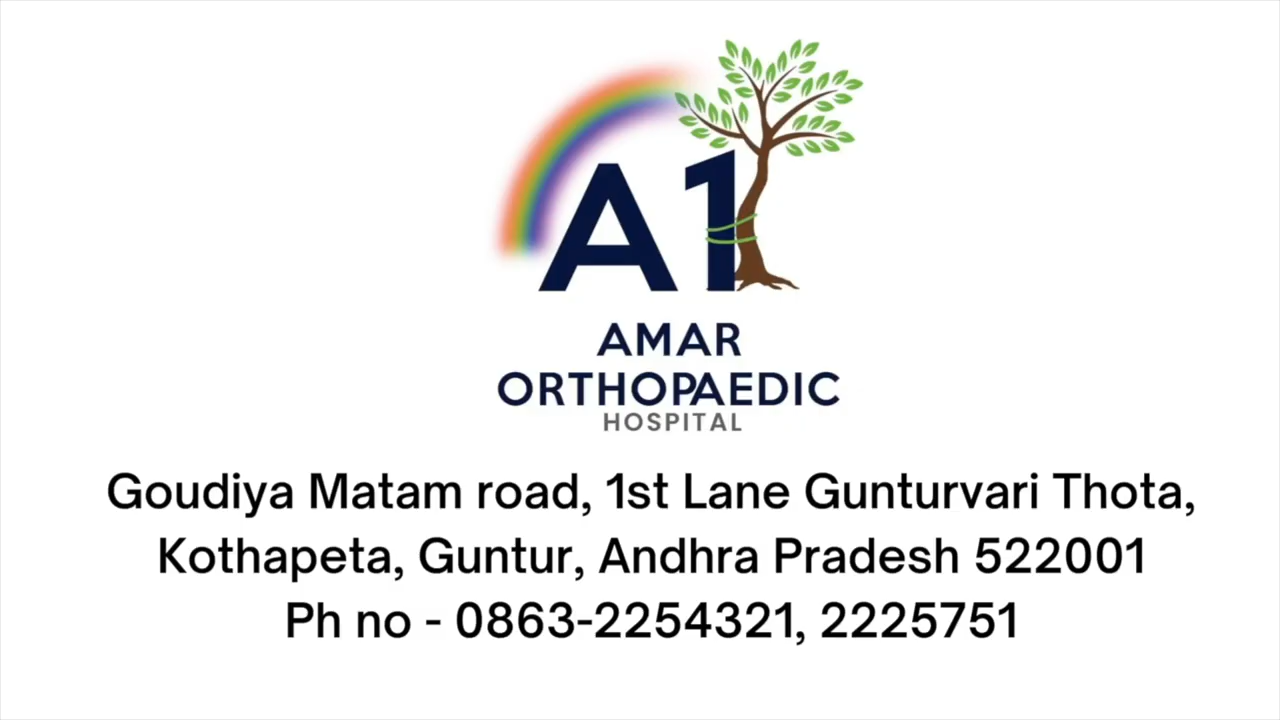 A1
AMAR
ORTHOPAEDIC
HOSPITAL
Goudiya Matam road, 1st Lane Gunturvari Thota,
Kothapeta, Guntur, Andhra Pradesh 522001
Ph no - 0863-2254321, 2225751